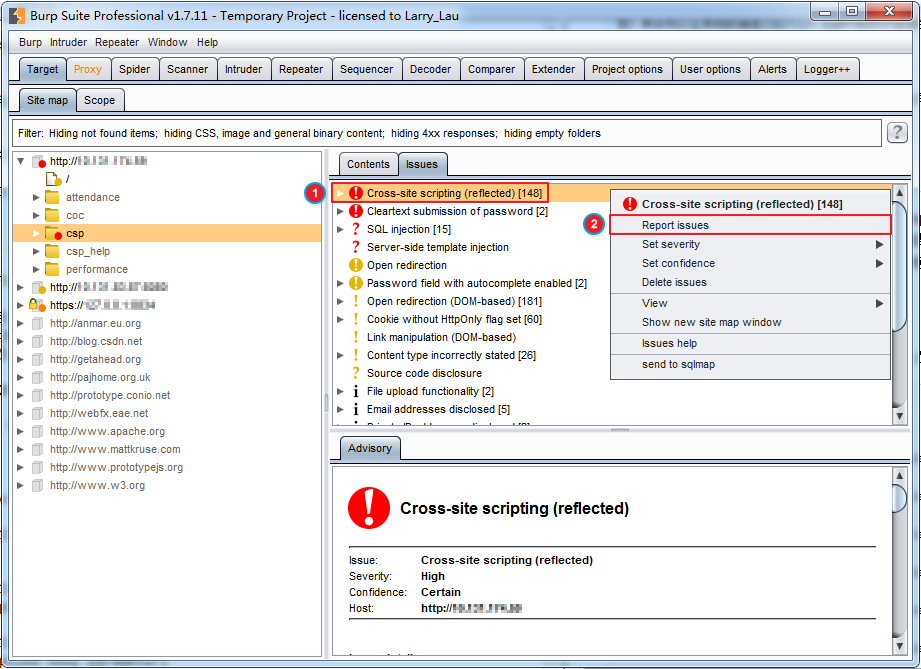 Burp Suite Professional v1.7.11 - Temporary Project - licensed to Larry_Lau
Burp Intruder Repeater Window Help
Target Proxy Spider Scanner Intruder Repeater Sequencer Decoder Comparer Extender Project options User options Alerts Logger++
Site map Scope
Filter: Hiding not found items; hiding CSS, image and general binary content; hiding 4xx responses; hiding empty folders ?
http://
/
attendance
coc
csp
csp_help
performance
http://
https://
http://anmar.eu.org
http://blog.csdn.net
http://getahead.org
http://pajhome.org.uk
http://prototype.conio.net
http://webfx.eae.net
http://www.apache.org
http://www.mattkruse.com
http://www.prototypejs.org
http://www.w3.org
Contents Issues
1 Cross-site scripting (reflected) [148]
Cleartext submission of password [2]
SQL injection [15]
Server-side template injection
Open redirection
Password field with autocomplete enabled [2]
Open redirection (DOM-based) [181]
Cookie without HttpOnly flag set [60]
Link manipulation (DOM-based)
Content type incorrectly stated [26]
Source code disclosure
File upload functionality [2]
Email addresses disclosed [5]
Cross-site scripting (reflected) [148]
2 Report issues
Set severity
Set confidence
Delete issues
View
Show new site map window
Issues help
send to sqlmap
Advisory
Cross-site scripting (reflected)
Issue: Cross-site scripting (reflected)
Severity: High
Confidence: Certain
Host: http://